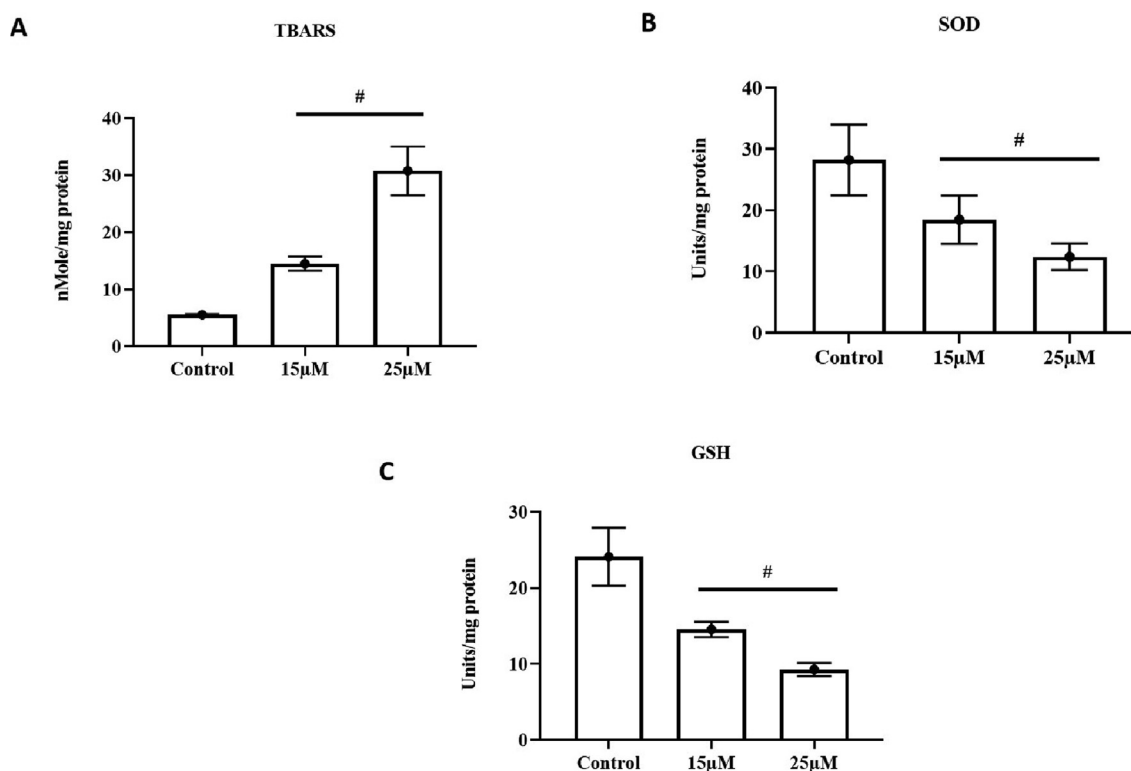 A
TBARS
nMole/mg protein
40
30
20
10
0
#
Control 15µM 25µM
B
SOD
Units/mg protein
40
30
20
10
0
#
Control 15µM 25µM
C
GSH
Units/mg protein
30
20
10
0
#
Control 15µM 25µM